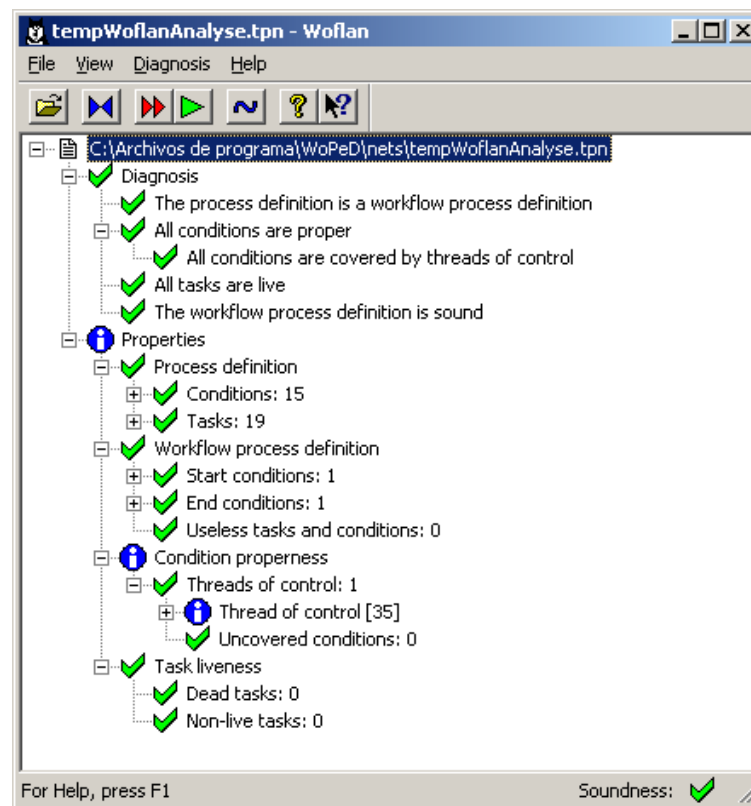 tempWoflanAnalyse.tpn - Woflan
File View Diagnosis Help
C:\Archivos de programa\WoPeD\nets\tempWoflanAnalyse.tpn
Diagnosis
The process definition is a workflow process definition
All conditions are proper
All conditions are covered by threads of control
All tasks are live
The workflow process definition is sound
Properties
Process definition
Conditions: 15
Tasks: 19
Workflow process definition
Start conditions: 1
End conditions: 1
Useless tasks and conditions: 0
Condition properness
Threads of control: 1
Thread of control [35]
Uncovered conditions: 0
Task liveness
Dead tasks: 0
Non-live tasks: 0
For Help, press F1 Soundness: